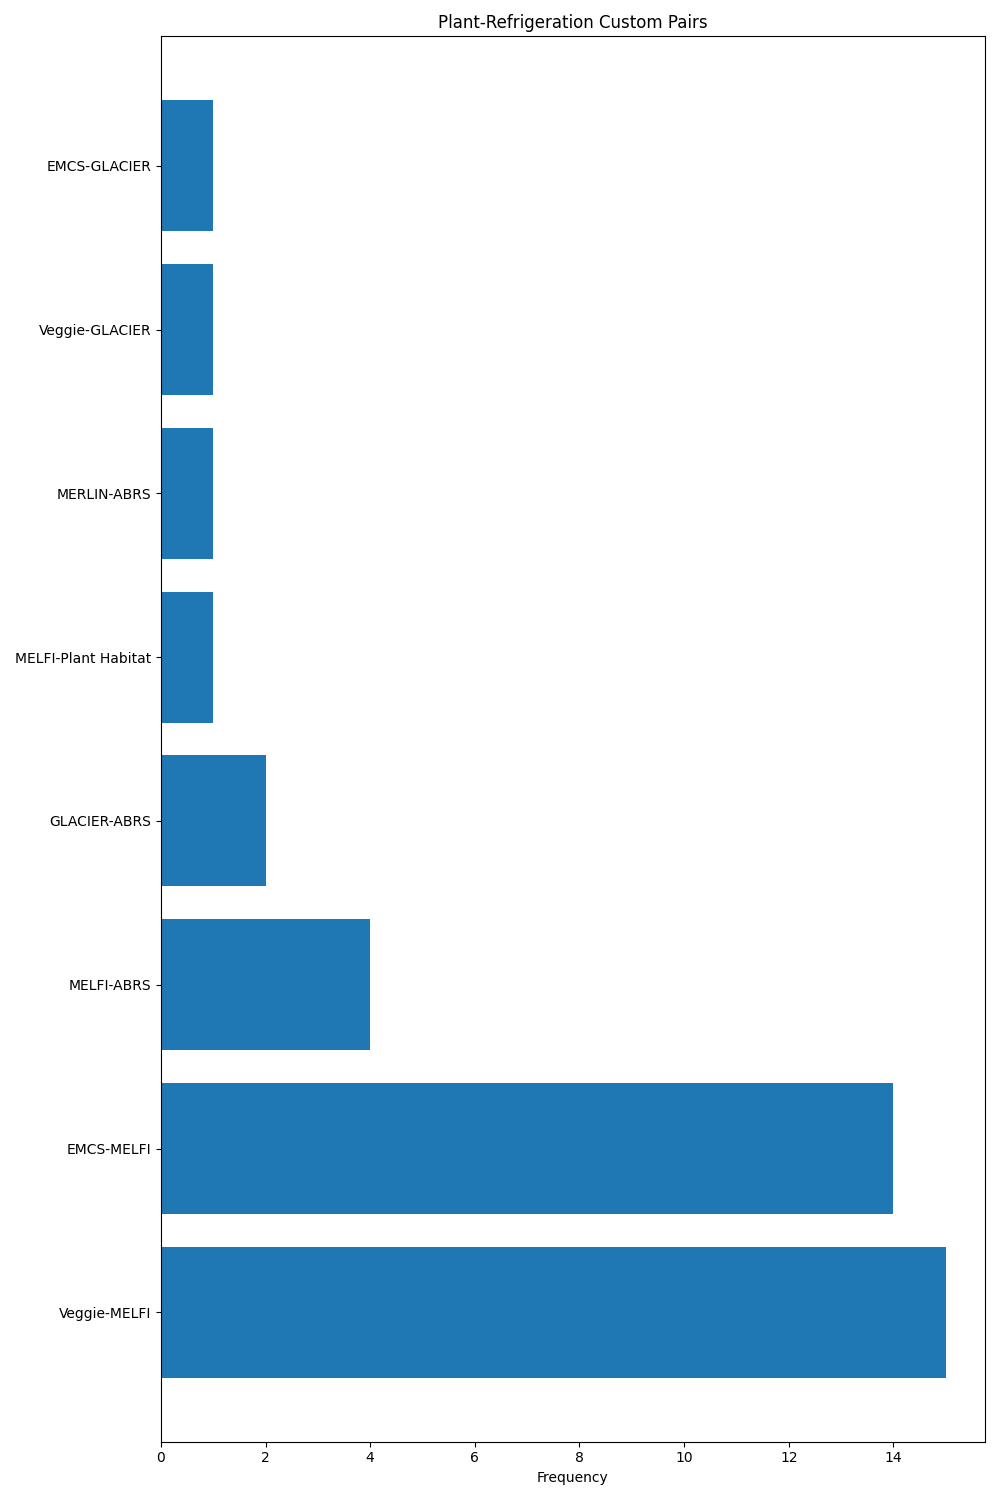 Plant-Refrigeration Custom Pairs
EMCS-GLACIER
Veggie-GLACIER
MERLIN-ABRS
MELFI-Plant Habitat
GLACIER-ABRS
MELFI-ABRS
EMCS-MELFI
Veggie-MELFI
0 2 4 6 8 10 12 14
Frequency